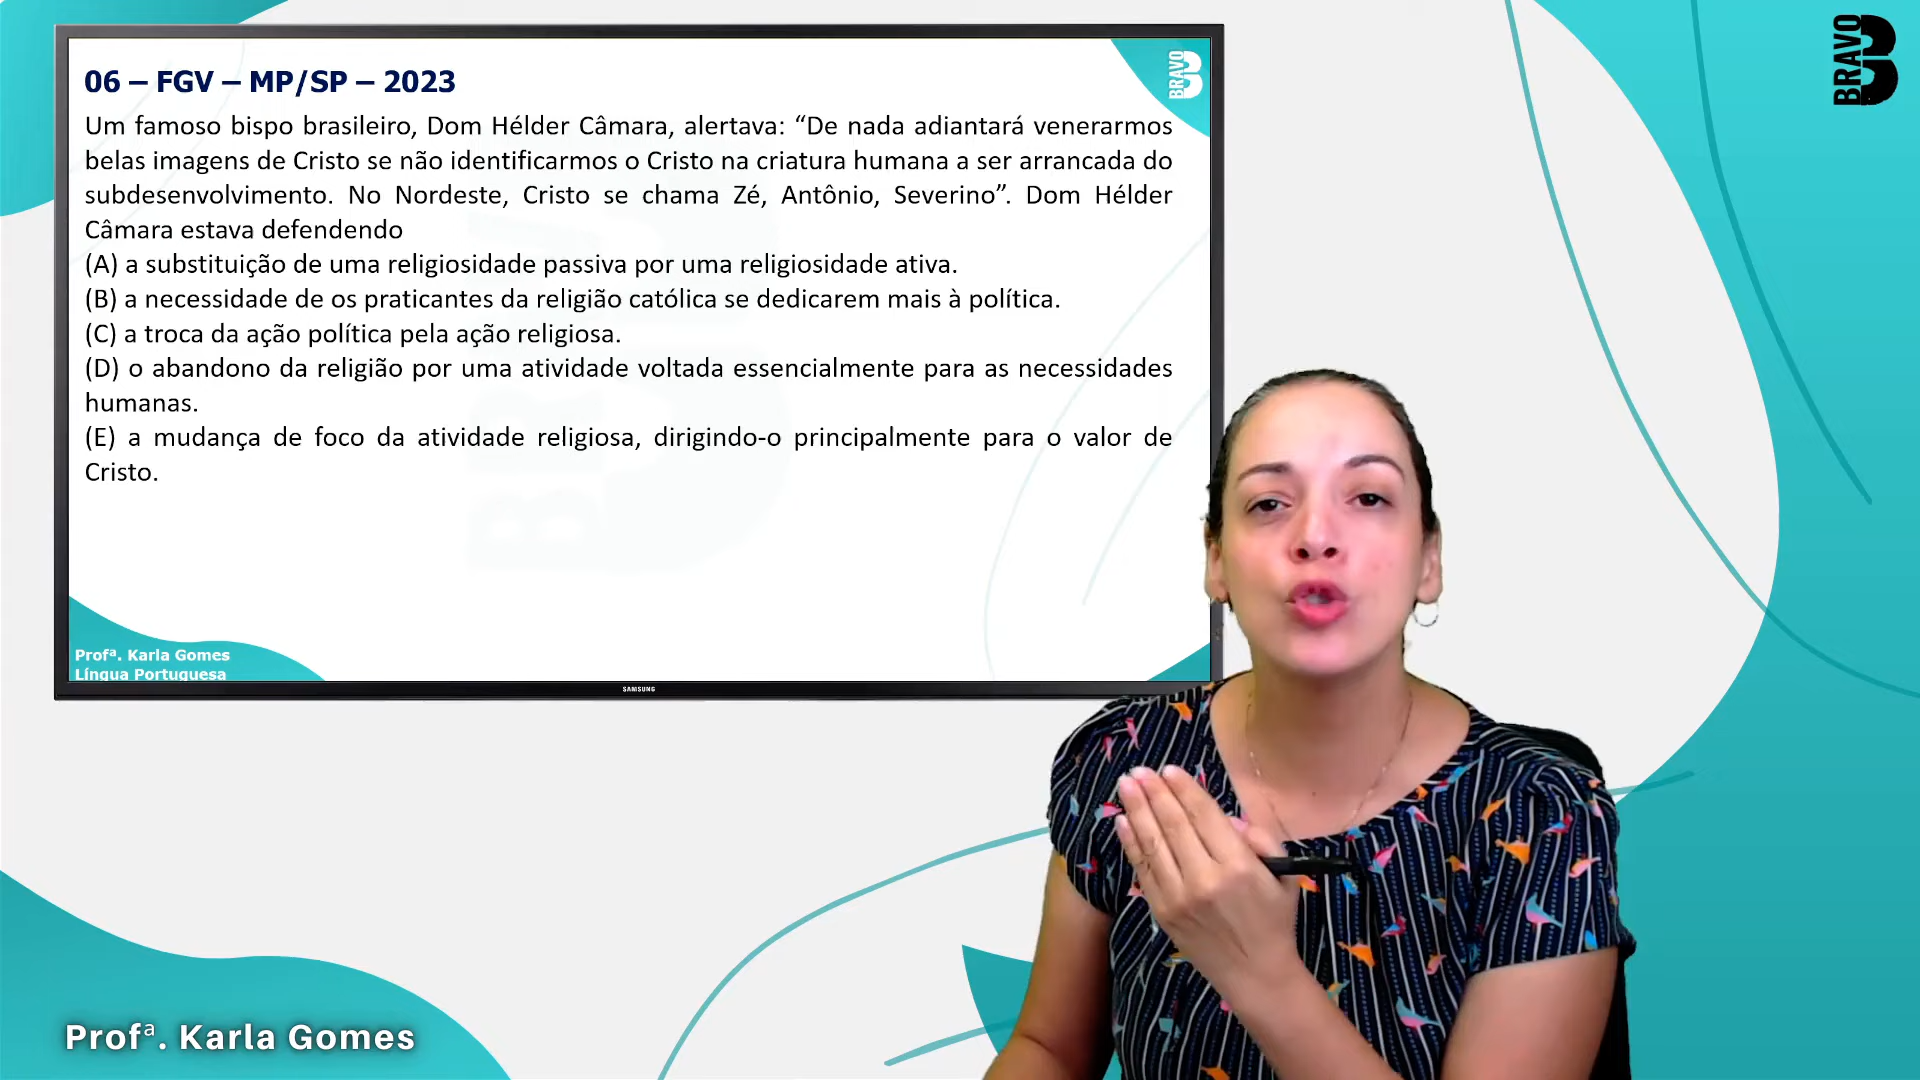 06 – FGV – MP/SP – 2023
Um famoso bispo brasileiro, Dom Hélder Câmara, alertava: “De nada adiantará venerarmos
belas imagens de Cristo se não identificarmos o Cristo na criatura humana a ser arrancada do
subdesenvolvimento. No Nordeste, Cristo se chama Zé, Antônio, Severino”. Dom Hélder
Câmara estava defendendo
(A) a substituição de uma religiosidade passiva por uma religiosidade ativa.
(B) a necessidade de os praticantes da religião católica se dedicarem mais à política.
(C) a troca da ação política pela ação religiosa.
(D) o abandono da religião por uma atividade voltada essencialmente para as necessidades
humanas.
(E) a mudança de foco da atividade religiosa, dirigindo-o principalmente para o valor de
Cristo.
BRAVO B
BRAVO B
Profª. Karla Gomes
Língua Portuguesa
SAMSUNG
Profª. Karla Gomes